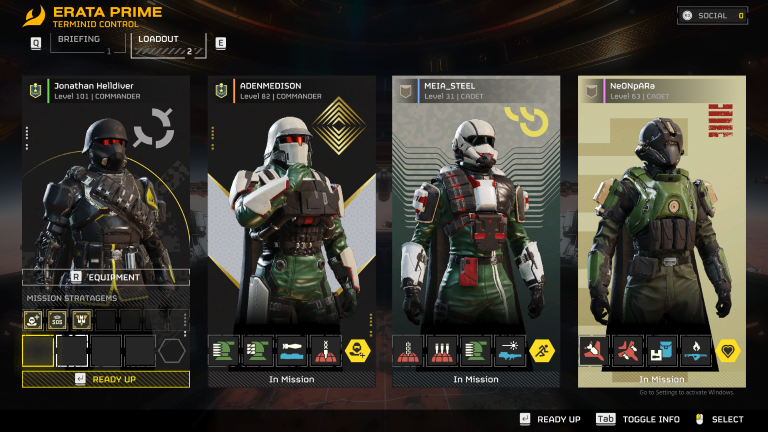 ERATA PRIME
TERMINID CONTROL
SOCIAL 0
Q BRIEFING 1 LOADOUT 2 E
Jonathan Helldiver
Level 101 | COMMANDER
ADENMEDISON
Level 82 | COMMANDER
MEIA_STEEL
Level 31 | CADET
NeONpARa
Level 63 | CADET
R EQUIPMENT
MISSION STRATAGEMS
SOS
READY UP
In Mission
In Mission
In Mission
Go to Settings to activate Windows.
READY UP Tab TOGGLE INFO SELECT